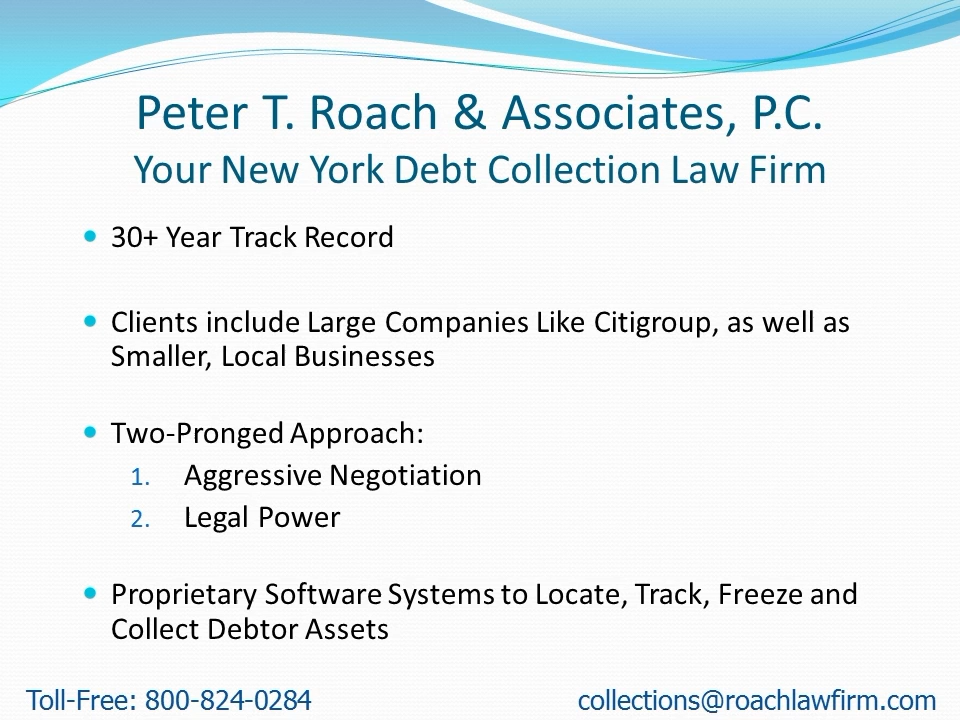 Peter T. Roach & Associates, P.C.
Your New York Debt Collection Law Firm
• 30+ Year Track Record
• Clients include Large Companies Like Citigroup, as well as
Smaller, Local Businesses
• Two-Pronged Approach:
1. Aggressive Negotiation
2. Legal Power
• Proprietary Software Systems to Locate, Track, Freeze and
Collect Debtor Assets
Toll-Free: 800-824-0284
collections@roachlawfirm.com